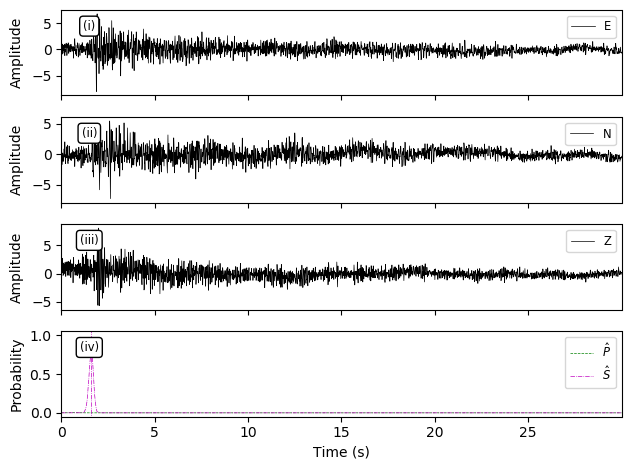 5
0
−5
Amplitude
(i)
E
5
0
−5
Amplitude
(ii)
N
5
0
−5
Amplitude
(iii)
Z
1.0
0.5
0.0
Probability
(iv)
P̂
Ŝ
0 5 10 15 20 25
Time (s)